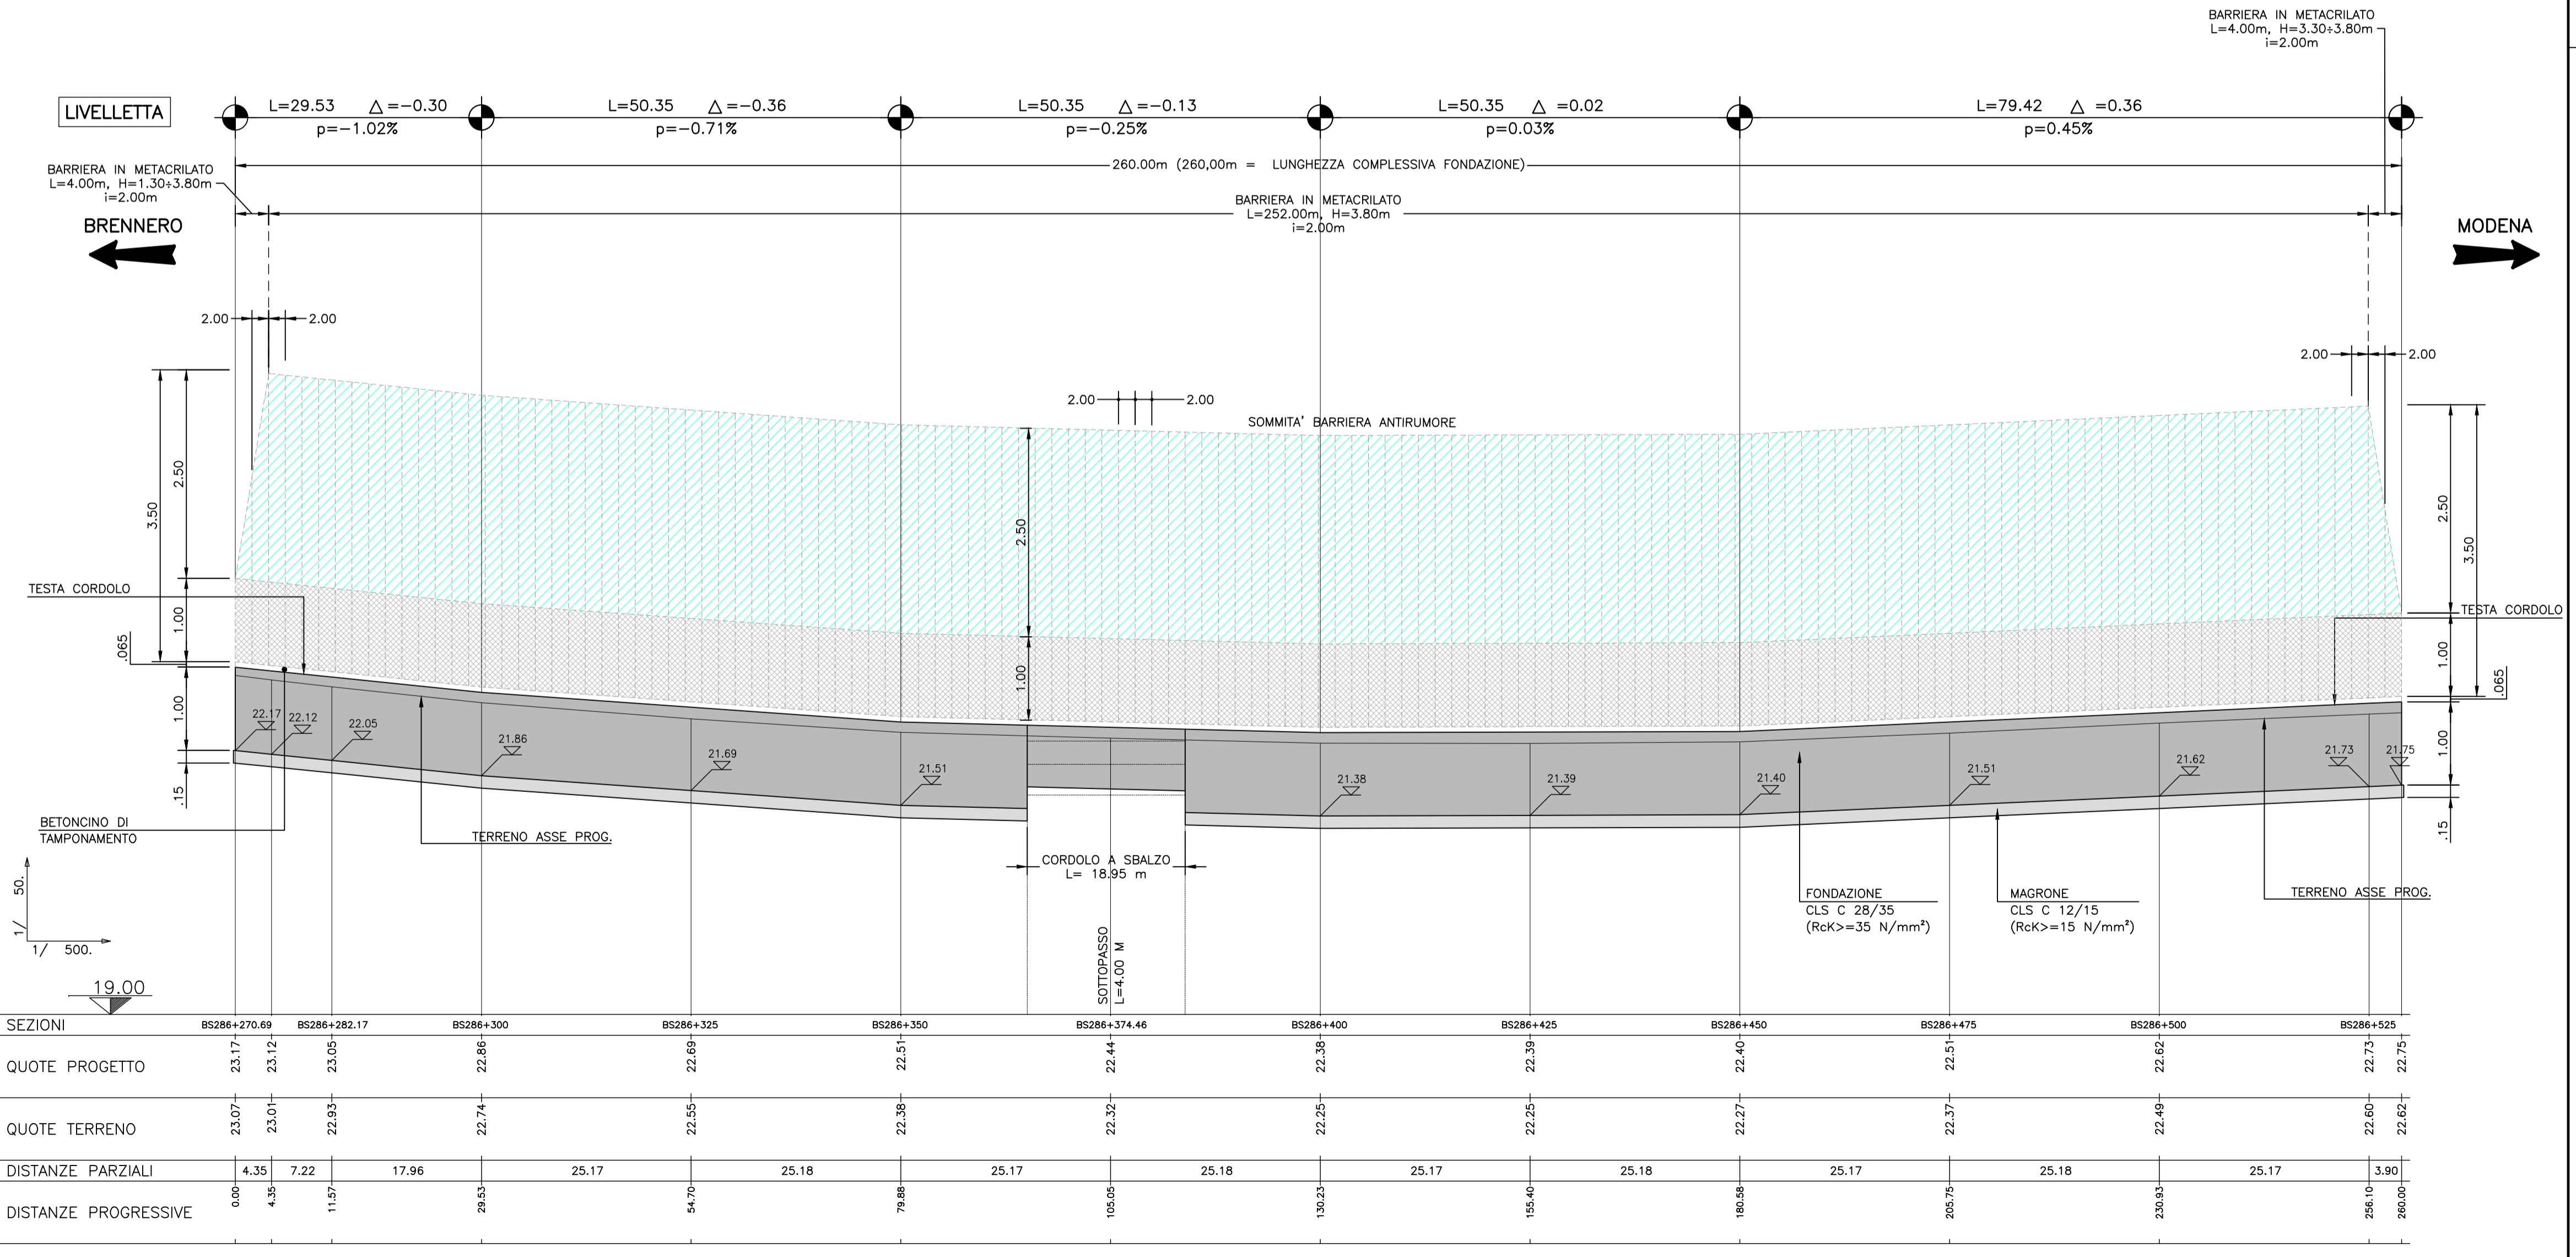 BARRIERA IN METACRILATO
L=4.00m, H=3.30÷3.80m
i=2.00m
LIVELLETTA
L=29.53 △=-0.30
p=-1.02%
L=50.35 △=-0.36
p=-0.71%
L=50.35 △=-0.13
p=-0.25%
L=50.35 △=0.02
p=0.03%
L=79.42 △=0.36
p=0.45%
260.00m (260,00m = LUNGHEZZA COMPLESSIVA FONDAZIONE)
BARRIERA IN METACRILATO
L=4.00m, H=1.30÷3.80m
i=2.00m
BARRIERA IN METACRILATO
L=252.00m, H=3.80m
i=2.00m
BRENNERO
MODENA
2.00 2.00
2.00 2.00
2.00 2.00
SOMMITA' BARRIERA ANTIRUMORE
3.50
2.50
2.50
2.50
3.50
TESTA CORDOLO
TESTA CORDOLO
1.00
.065
1.00
1.00
1.00
.065
1.00
.15
1.00
.15
22.17
22.12
22.05
21.86
21.69
21.51
21.38
21.39
21.40
21.51
21.62
21.73
21.75
BETONCINO DI
TAMPONAMENTO
TERRENO ASSE PROG.
CORDOLO A SBALZO
L= 18.95 m
FONDAZIONE
CLS C 28/35
(RcK>=35 N/mm²)
MAGRONE
CLS C 12/15
(RcK>=15 N/mm²)
TERRENO ASSE PROG.
1/ 50.
1/ 500.
SOTTOPASSO
L=4.00 M
19.00
SEZIONI BS286+270.69 BS286+282.17 BS286+300 BS286+325 BS286+350 BS286+374.46 BS286+400 BS286+425 BS286+450 BS286+475 BS286+500 BS286+525
QUOTE PROGETTO 23.17 23.12 23.05 22.86 22.69 22.51 22.44 22.38 22.39 22.40 22.51 22.62 22.73 22.75
QUOTE TERRENO 23.07 23.01 22.93 22.74 22.55 22.38 22.32 22.25 22.25 22.27 22.37 22.49 22.60 22.62
DISTANZE PARZIALI 4.35 7.22 17.96 25.17 25.18 25.17 25.18 25.17 25.18 25.17 25.18 25.17 3.90
DISTANZE PROGRESSIVE 0.00 4.35 11.57 29.53 54.70 79.88 105.05 130.23 155.40 180.58 205.75 230.93 256.10 260.00